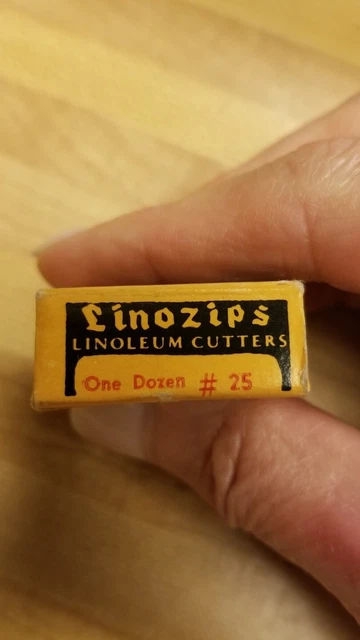 Linozips
LINOLEUM CUTTERS
One Dozen # 25